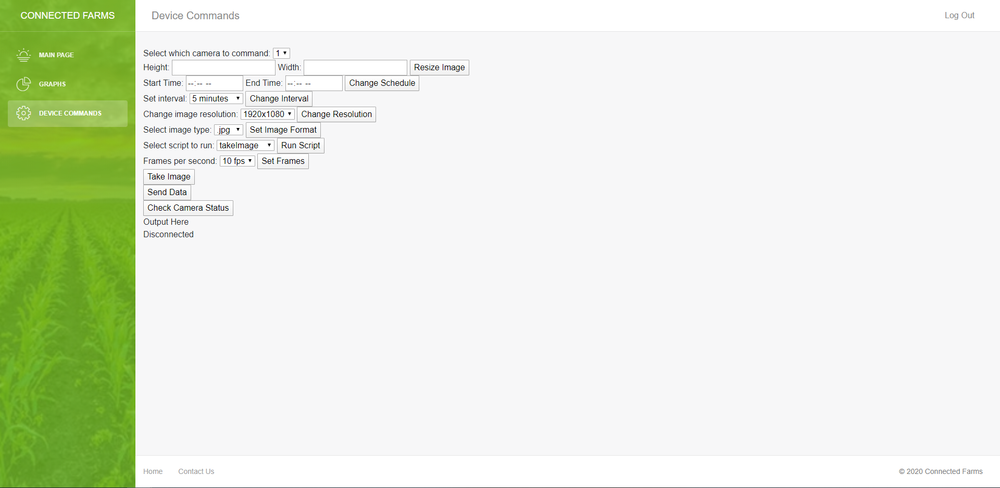 CONNECTED FARMS
Device Commands
Log Out
MAIN PAGE
GRAPHS
DEVICE COMMANDS
Select which camera to command: 1
Height: Width: Resize Image
Start Time: --:-- -- End Time: --:-- -- Change Schedule
Set interval: 5 minutes Change Interval
Change image resolution: 1920x1080 Change Resolution
Select image type: .jpg Set Image Format
Select script to run: takeImage Run Script
Frames per second: 10 fps Set Frames
Take Image
Send Data
Check Camera Status
Output Here
Disconnected
Home Contact Us
© 2020 Connected Farms